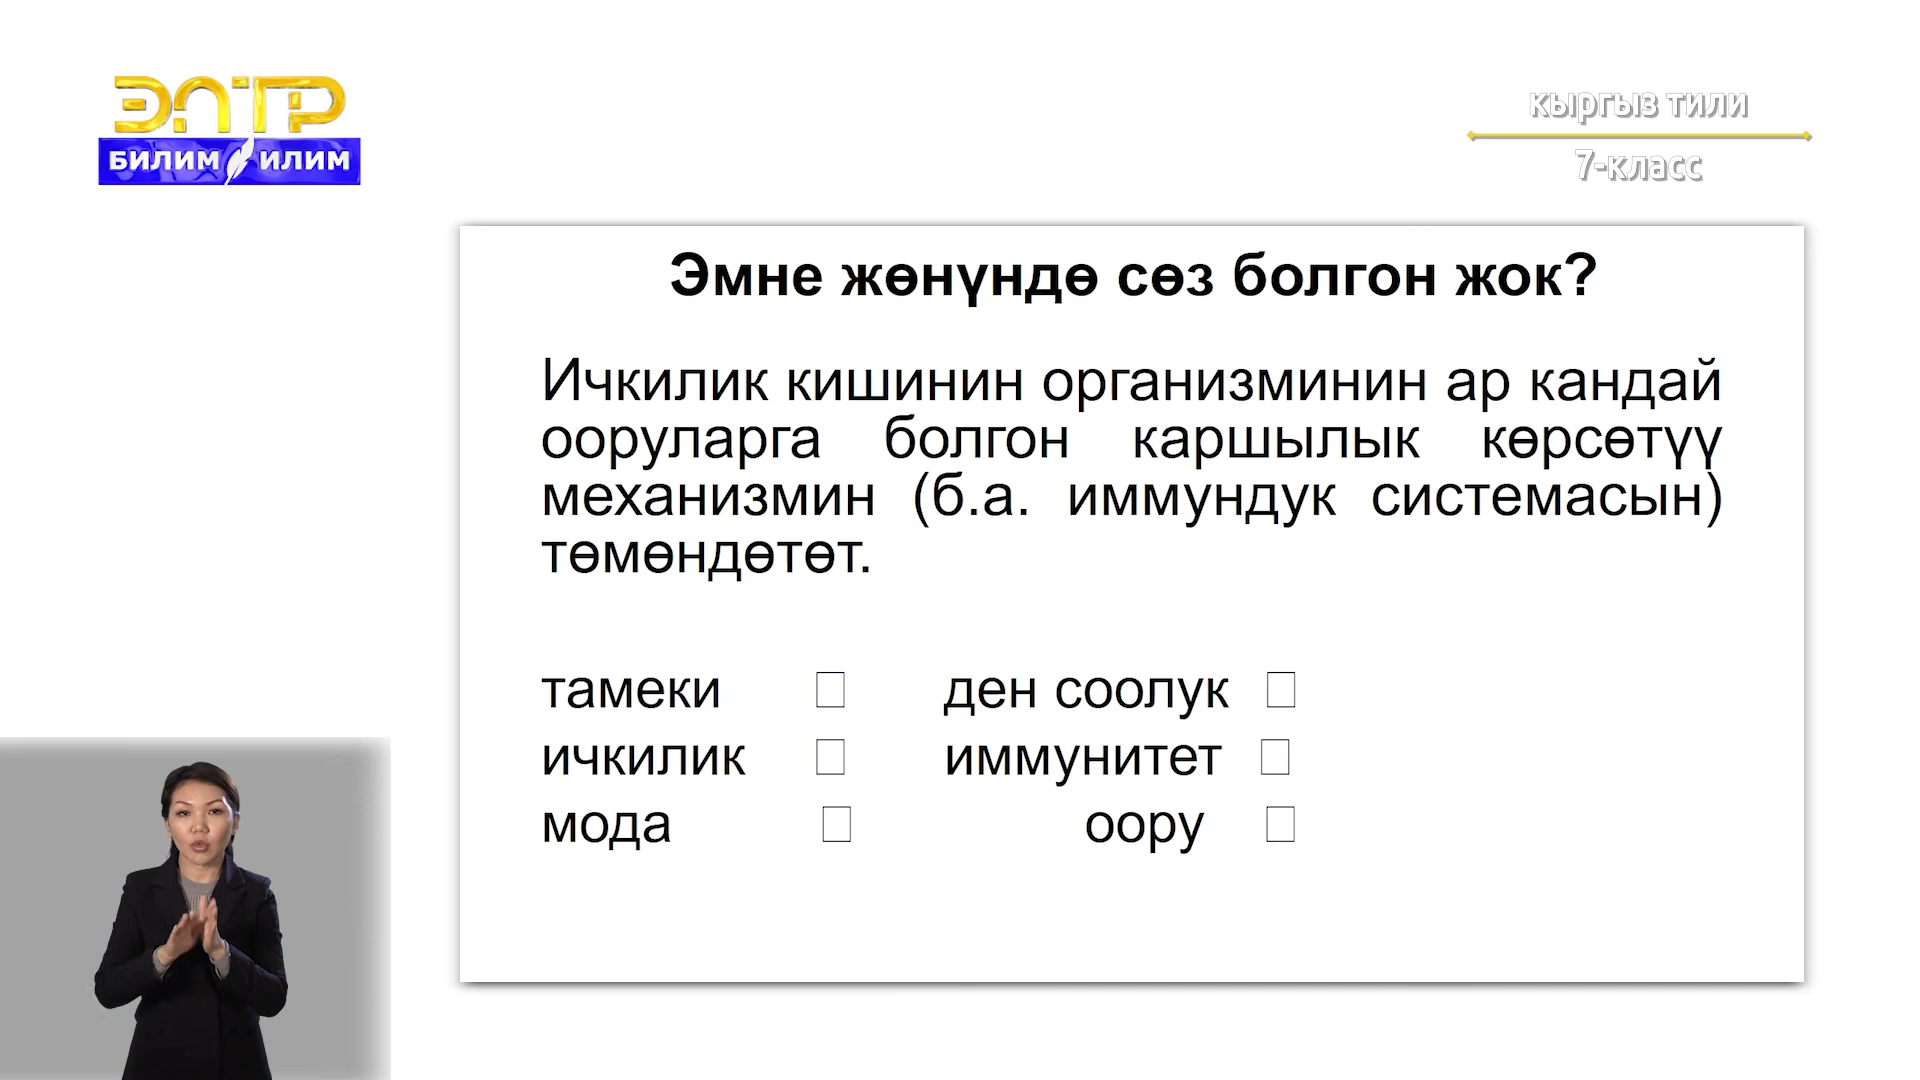 ЭЛТР
БИЛИМ ИЛИМ
кыргыз тили
7-класс
Эмне жөнүндө сөз болгон жок?
Ичкилик кишинин организминин ар кандай
ооруларга болгон каршылык көрсөтүү
механизмин (б.а. иммундук системасын)
төмөндөтөт.
тамеки □ ден соолук □
ичкилик □ иммунитет □
мода □ оору □